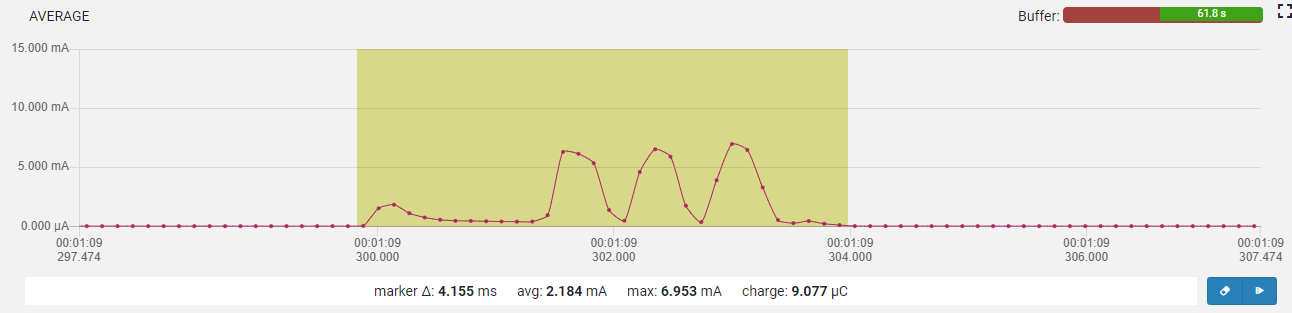 AVERAGE
Buffer: 61.8 s
15.000 mA
10.000 mA
5.000 mA
0.000 µA
00:01:09 00:01:09 00:01:09 00:01:09 00:01:09 00:01:09
297.474 300.000 302.000 304.000 306.000 307.474
marker Δ: 4.155 ms avg: 2.184 mA max: 6.953 mA charge: 9.077 µC